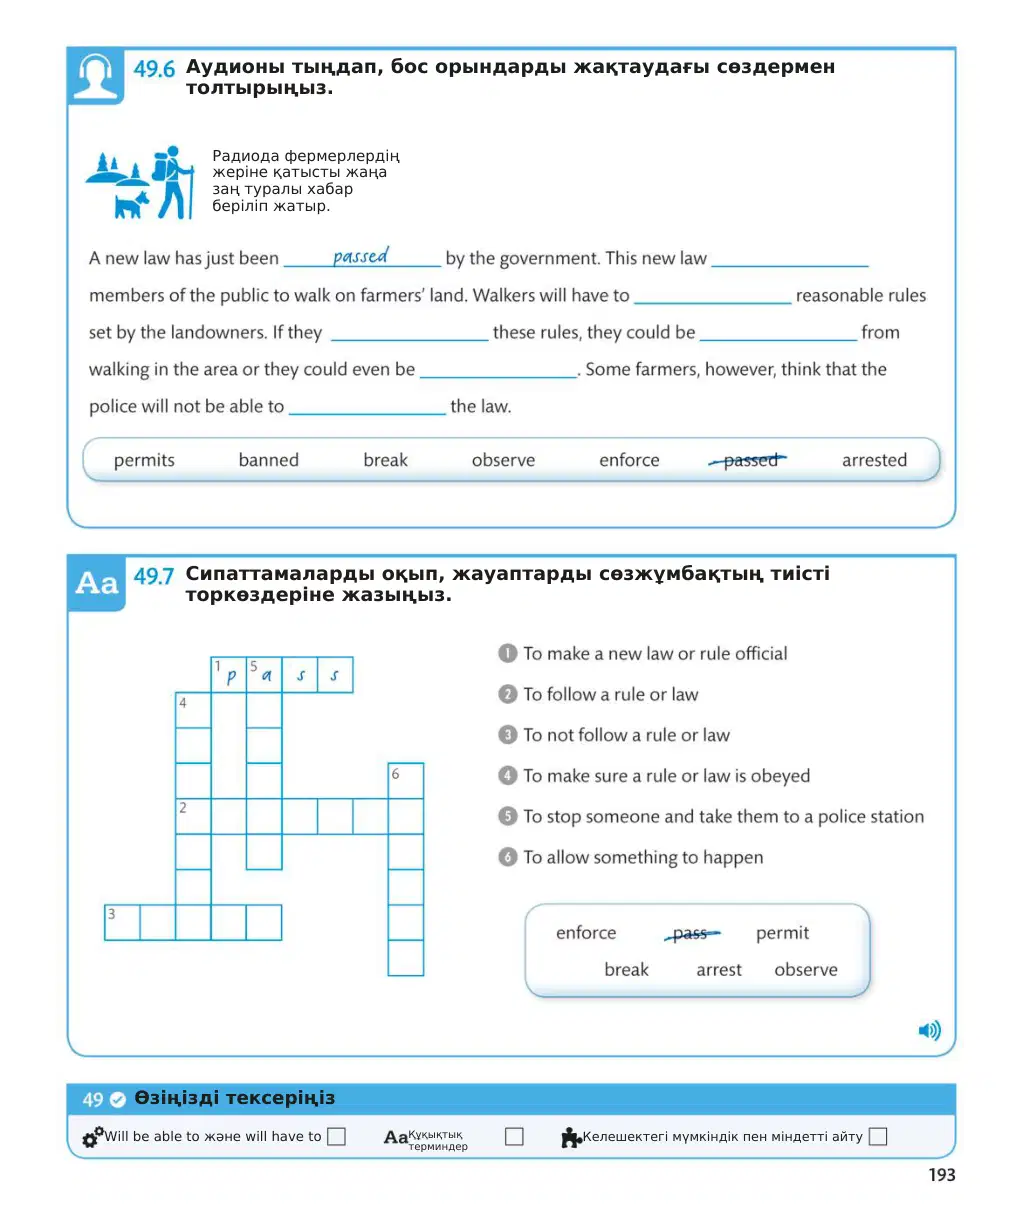 49.6 Аудионы тыңдап, бос орындарды жақтаудағы сөздермен
толтырыңыз.
Радиода фермерлердің
жеріне қатысты жаңа
заң туралы хабар
беріліп жатыр.
A new law has just been passed by the government. This new law
members of the public to walk on farmers' land. Walkers will have to reasonable rules
set by the landowners. If they these rules, they could be from
walking in the area or they could even be . Some farmers, however, think that the
police will not be able to the law.
permits banned break observe enforce passed arrested
Aa 49.7 Сипаттамаларды оқып, жауаптарды сөзжұмбақтың тиісті
торкөздеріне жазыңыз.
1 p 5 a s s
4
6
2
3
1 To make a new law or rule official
2 To follow a rule or law
3 To not follow a rule or law
4 To make sure a rule or law is obeyed
5 To stop someone and take them to a police station
6 To allow something to happen
enforce pass permit
break arrest observe
49 Өзіңізді тексеріңіз
Will be able to және will have to Aa Құқықтық
терминдер
Келешектегі мүмкіндік пен міндетті айту
193